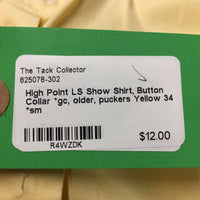 The Tack Collector
825078-302
High Point LS Show Shirt, Button
Collar *gc, older, puckers Yellow 34
*sm
R4WZDK
$12.00